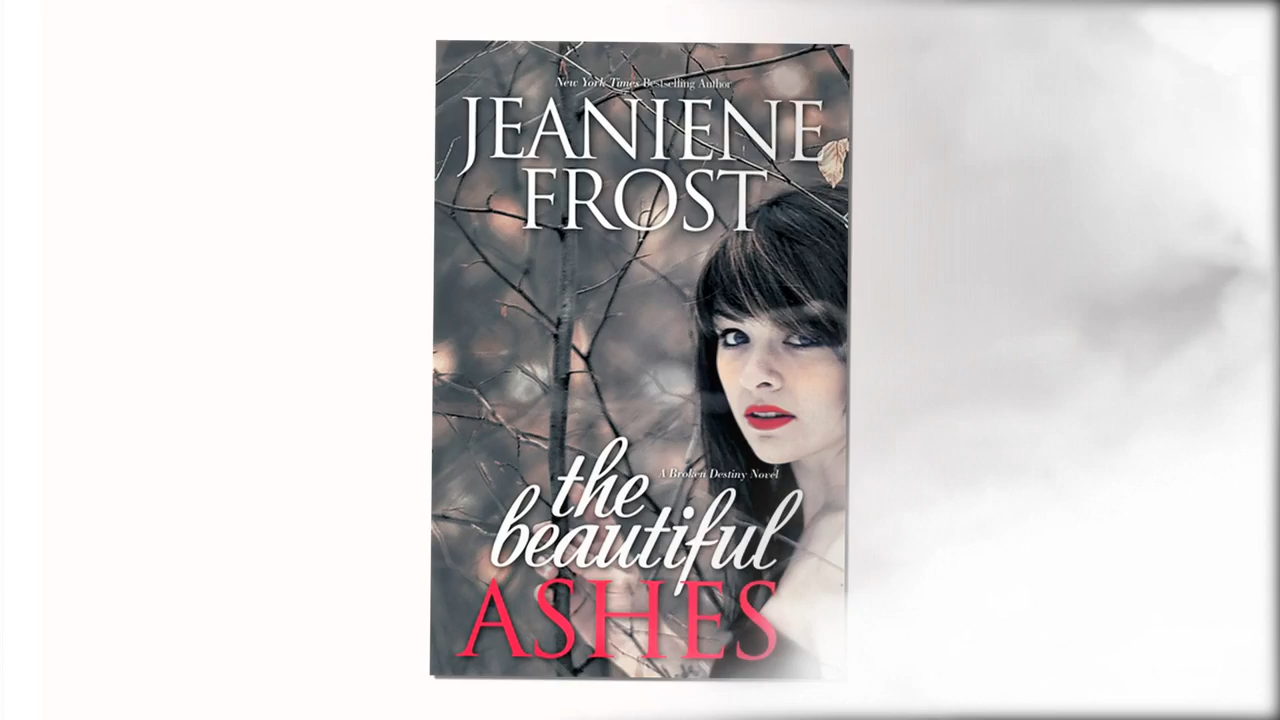 New York Times Bestselling Author
JEANIENE
FROST
the
A Broken Destiny Novel
beautiful
ASHES